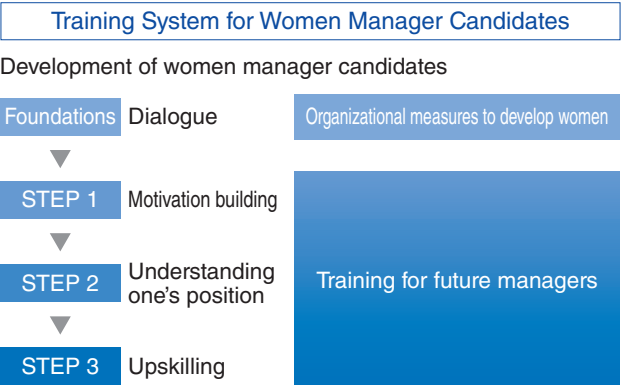 Training System for Women Manager Candidates
Development of women manager candidates
Foundations Dialogue Organizational measures to develop women
STEP 1 Motivation building
STEP 2 Understanding
one's position
Training for future managers
STEP 3 Upskilling